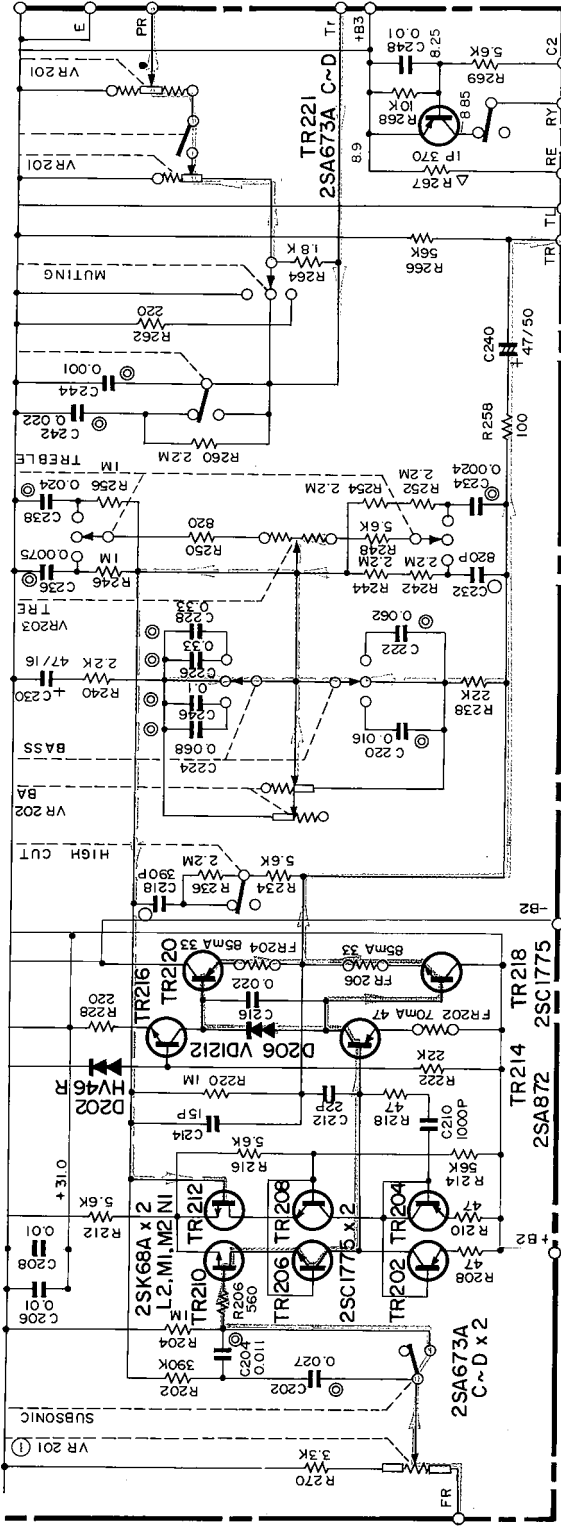 E
PR
Tr
+B3
VR201
VR201
TR221
2SA673A C~D
0.01
C248
8.25
5.6K
R269
C2
10K
R268
8.85
8.9
1P 370
△ R267
RY
RE
TL
TR
MUTING
1.8K
R264
56K
R266
220
R262
0.001
C244
0.022
C242
2.2M
R260
C240
+ 47/50
R258
100
TREBLE
1M
R256
0.024
C238
820
R250
2.2M
R254
2.2M
R252
0.0024
C234
5.6K
R248
0.0075
C236
1M
R246
2.2M
R244
2.2M
R242
820P
C232
TRE
VR203
0.33
C228
0.33
C226
C246
0.068
C224
0.062
C222
0.016
C220
47/16
C230
+
2.2K
R240
22K
R238
BASS
BA
VR 202
HIGH CUT
390P
C218
2.2M
R236
5.6K
R234
-B2
TR216
TR220
85mA 33
FR204
85mA 33
FR206
TR218
2SC1775
220
R228
0.022
C216
D206 VD1212
FR202 70mA 47
D202
HV46 R
1M
R220
22K
R222
TR214
2SA872
15P
C214
22P
C212
47
R218
C210
1000P
+31.0
5.6K
R216
56K
R214
5.6K
R212
2SK68A x 2
L2,M1,M2 N1
TR210
TR212
TR206
TR208
2SC1775 x 2
TR202
TR204
47
R210
47
R208
+B2
0.01
C208
0.01
C206
1M
R204
R206
560
390K
R202
C204
0.011
0.027
C202
2SA673A
C~D x 2
SUBSONIC
① VR 201
3.3K
R270
FR